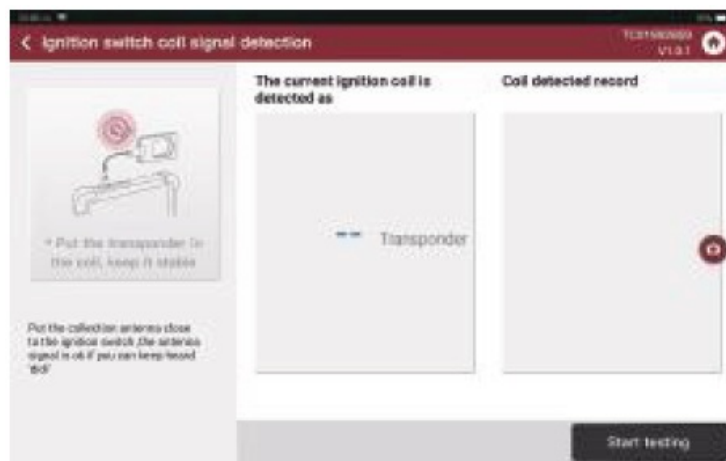 Ignition switch coil signal detection
V1.0.1
The current ignition coil is
detected as
Coil detected record
-- Transponder
* Put the transponder in
the coil, keep it stable
Put the collection antenna close
to the ignition switch ,the antenna
signal is ok if you can keep heard
"didi"
Start testing